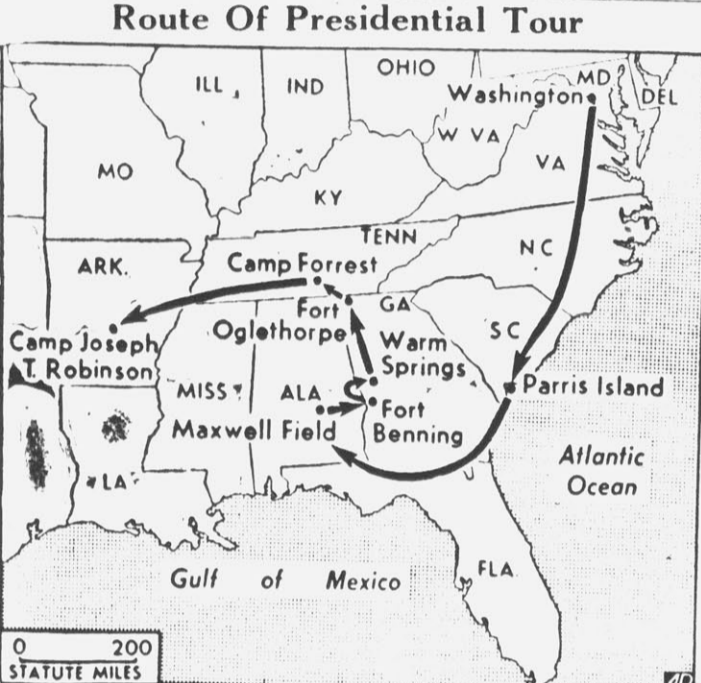 Route Of Presidential Tour
OHIO
MD
ILL
IND
Washington
DEL
W VA
VA
MO
KY
TENN
NC
ARK.
Camp Forrest
GA
Fort
Oglethorpe
SC
Camp Joseph
T. Robinson
Warm
Springs
MISS
ALA
Parris Island
Fort
Benning
Maxwell Field
Atlantic
Ocean
LA
FLA
Gulf of Mexico
0 200
STATUTE MILES
AP